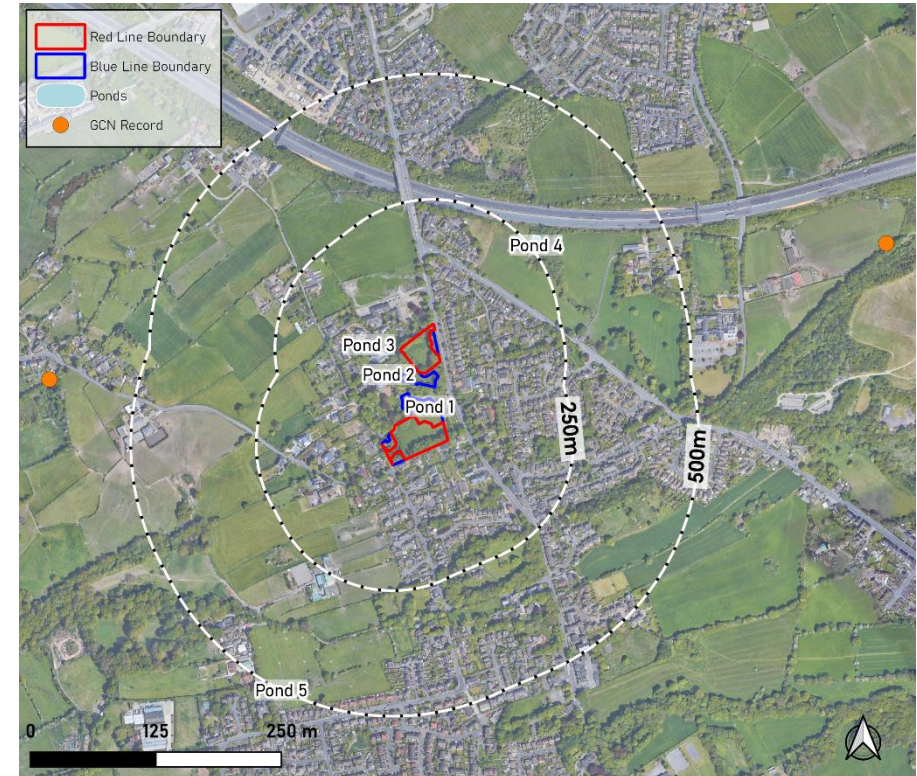 Red Line Boundary
Blue Line Boundary
Ponds
GCN Record
Pond 4
Pond 3
Pond 2
Pond 1
250m
500m
Pond 5
0 125 250 m